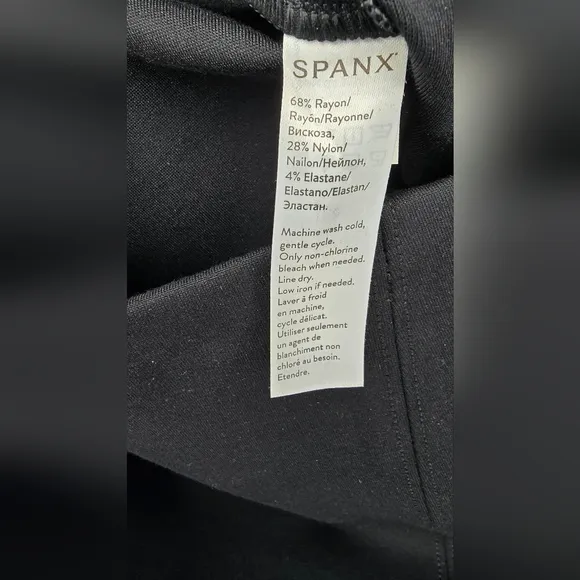 SPANX
68% Rayon/
Rayón/Rayonne/
Вискоза,
28% Nylon/
Nailon/Нейлон,
4% Elastane/
Elastano/Elastan/
Эластан.
Machine wash cold,
gentle cycle.
Only non-chlorine
bleach when needed.
Line dry.
Low iron if needed.
Laver à froid
en machine,
cycle délicat.
Utiliser seulement
un agent de
blanchiment non
chloré au besoin.
Etendre.